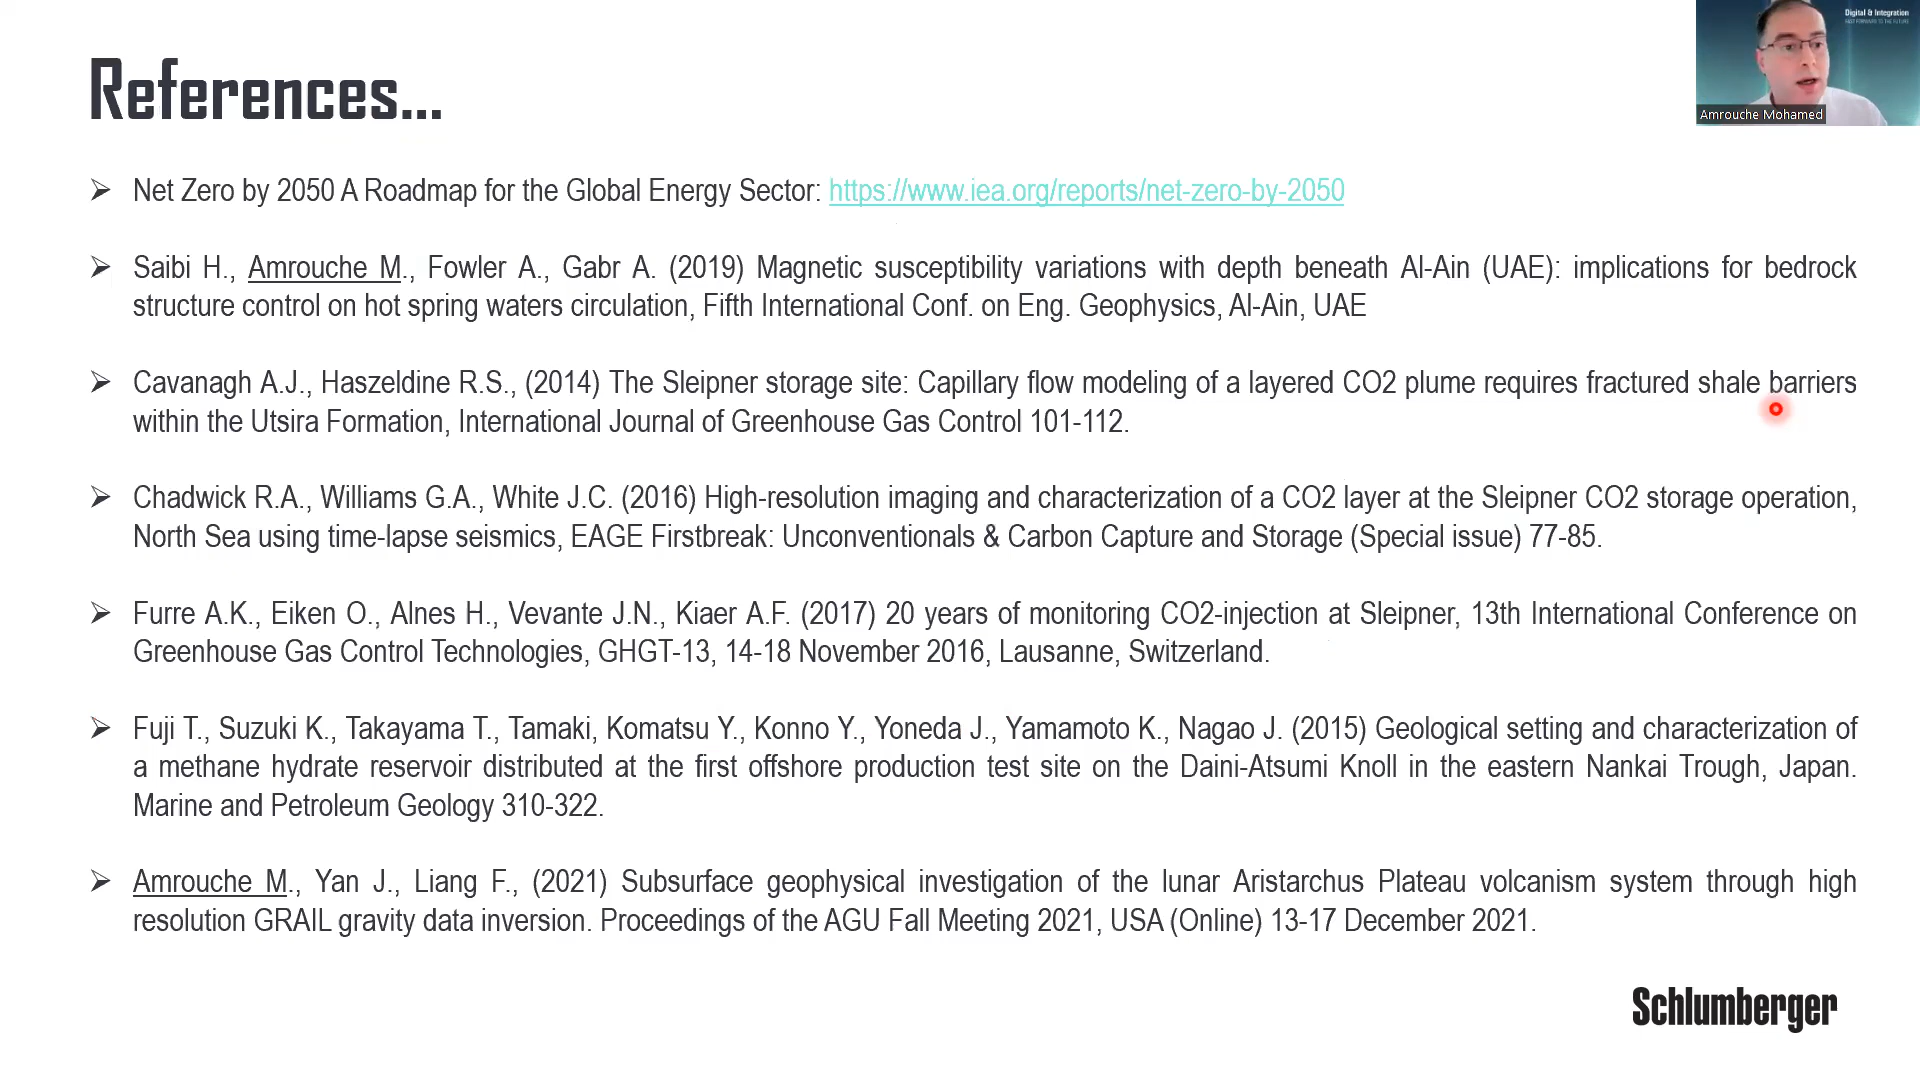 Digital & Integration
FAST FORWARD TO THE FUTURE
References...
Amrouche Mohamed
➢ Net Zero by 2050 A Roadmap for the Global Energy Sector: https://www.iea.org/reports/net-zero-by-2050
➢ Saibi H., Amrouche M., Fowler A., Gabr A. (2019) Magnetic susceptibility variations with depth beneath Al-Ain (UAE): implications for bedrock
structure control on hot spring waters circulation, Fifth International Conf. on Eng. Geophysics, Al-Ain, UAE
➢ Cavanagh A.J., Haszeldine R.S., (2014) The Sleipner storage site: Capillary flow modeling of a layered CO2 plume requires fractured shale barriers
within the Utsira Formation, International Journal of Greenhouse Gas Control 101-112.
➢ Chadwick R.A., Williams G.A., White J.C. (2016) High-resolution imaging and characterization of a CO2 layer at the Sleipner CO2 storage operation,
North Sea using time-lapse seismics, EAGE Firstbreak: Unconventionals & Carbon Capture and Storage (Special issue) 77-85.
➢ Furre A.K., Eiken O., Alnes H., Vevante J.N., Kiaer A.F. (2017) 20 years of monitoring CO2-injection at Sleipner, 13th International Conference on
Greenhouse Gas Control Technologies, GHGT-13, 14-18 November 2016, Lausanne, Switzerland.
➢ Fuji T., Suzuki K., Takayama T., Tamaki, Komatsu Y., Konno Y., Yoneda J., Yamamoto K., Nagao J. (2015) Geological setting and characterization of
a methane hydrate reservoir distributed at the first offshore production test site on the Daini-Atsumi Knoll in the eastern Nankai Trough, Japan.
Marine and Petroleum Geology 310-322.
➢ Amrouche M., Yan J., Liang F., (2021) Subsurface geophysical investigation of the lunar Aristarchus Plateau volcanism system through high
resolution GRAIL gravity data inversion. Proceedings of the AGU Fall Meeting 2021, USA (Online) 13-17 December 2021.
Schlumberger